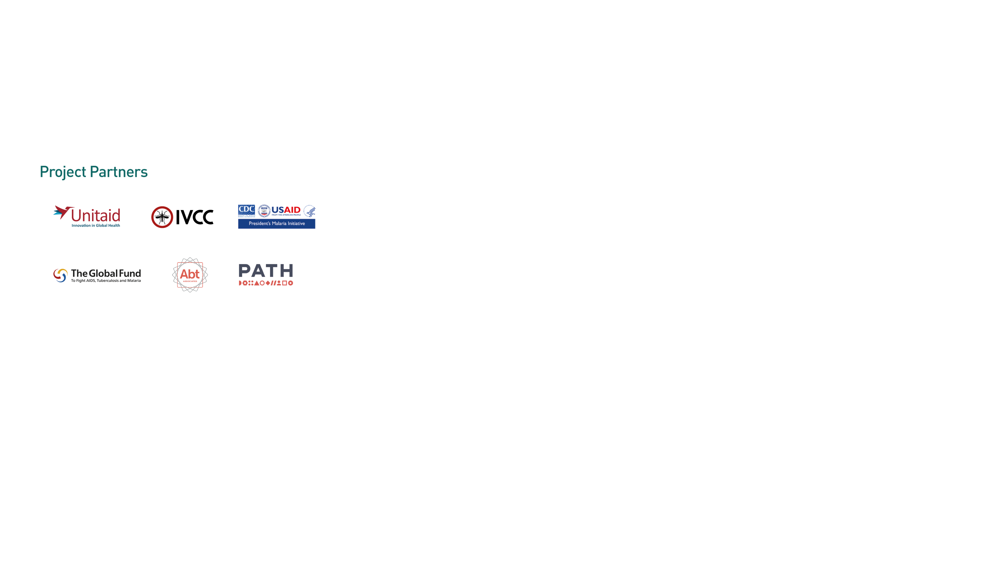 Project Partners
Unitaid
Innovation in Global Health
IVCC
CDC
USAID
FROM THE AMERICAN PEOPLE
President's Malaria Initiative
The Global Fund
To Fight AIDS, Tuberculosis and Malaria
Abt
ASSOCIATES
PATH